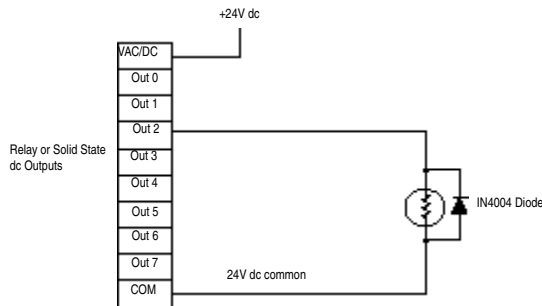 +24V dc
VAC/DC
Out 0
Out 1
Out 2
Out 3
Out 4
Out 5
Out 6
Out 7
COM
Relay or Solid State
dc Outputs
IN4004 Diode
24V dc common